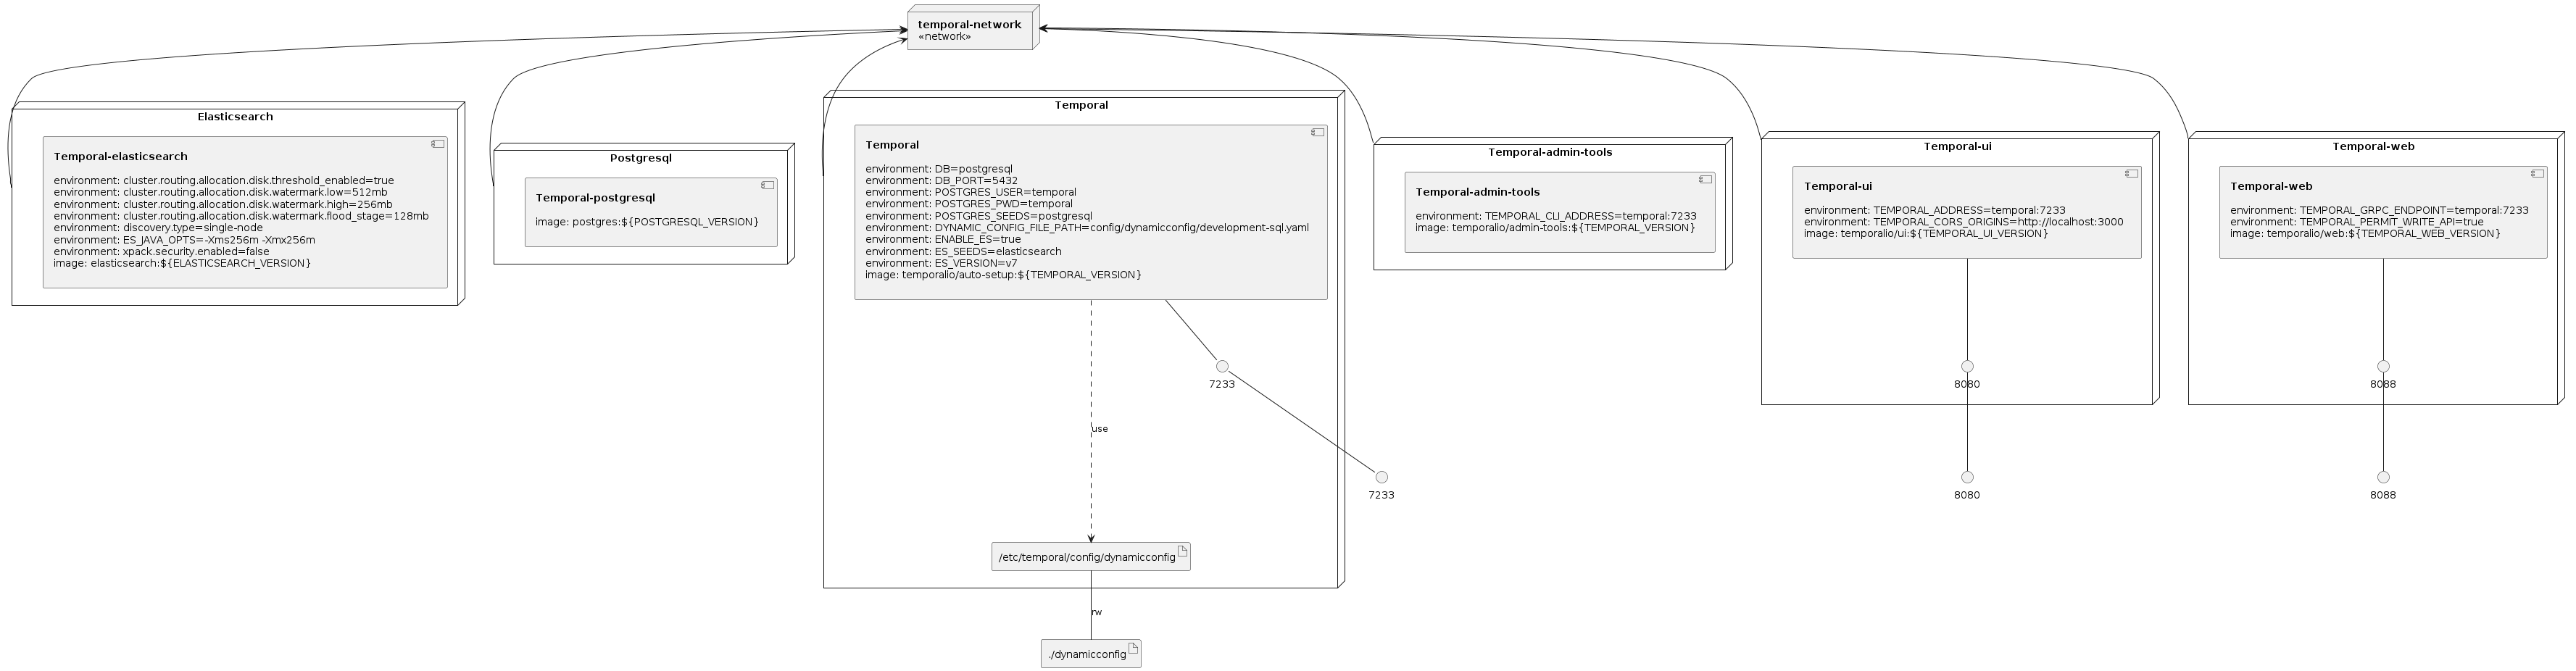 temporal-network
«network»
Elasticsearch
Temporal-elasticsearch
environment: cluster.routing.allocation.disk.threshold_enabled=true
environment: cluster.routing.allocation.disk.watermark.low=512mb
environment: cluster.routing.allocation.disk.watermark.high=256mb
environment: cluster.routing.allocation.disk.watermark.flood_stage=128mb
environment: discovery.type=single-node
environment: ES_JAVA_OPTS=-Xms256m -Xmx256m
environment: xpack.security.enabled=false
image: elasticsearch:${ELASTICSEARCH_VERSION}
Postgresql
Temporal-postgresql
image: postgres:${POSTGRESQL_VERSION}
Temporal
Temporal
environment: DB=postgresql
environment: DB_PORT=5432
environment: POSTGRES_USER=temporal
environment: POSTGRES_PWD=temporal
environment: POSTGRES_SEEDS=postgresql
environment: DYNAMIC_CONFIG_FILE_PATH=config/dynamicconfig/development-sql.yaml
environment: ENABLE_ES=true
environment: ES_SEEDS=elasticsearch
environment: ES_VERSION=v7
image: temporalio/auto-setup:${TEMPORAL_VERSION}
7233
use
7233
/etc/temporal/config/dynamicconfig
rw
./dynamicconfig
Temporal-admin-tools
Temporal-admin-tools
environment: TEMPORAL_CLI_ADDRESS=temporal:7233
image: temporalio/admin-tools:${TEMPORAL_VERSION}
Temporal-ui
Temporal-ui
environment: TEMPORAL_ADDRESS=temporal:7233
environment: TEMPORAL_CORS_ORIGINS=http://localhost:3000
image: temporalio/ui:${TEMPORAL_UI_VERSION}
8080
8080
Temporal-web
Temporal-web
environment: TEMPORAL_GRPC_ENDPOINT=temporal:7233
environment: TEMPORAL_PERMIT_WRITE_API=true
image: temporalio/web:${TEMPORAL_WEB_VERSION}
8088
8088